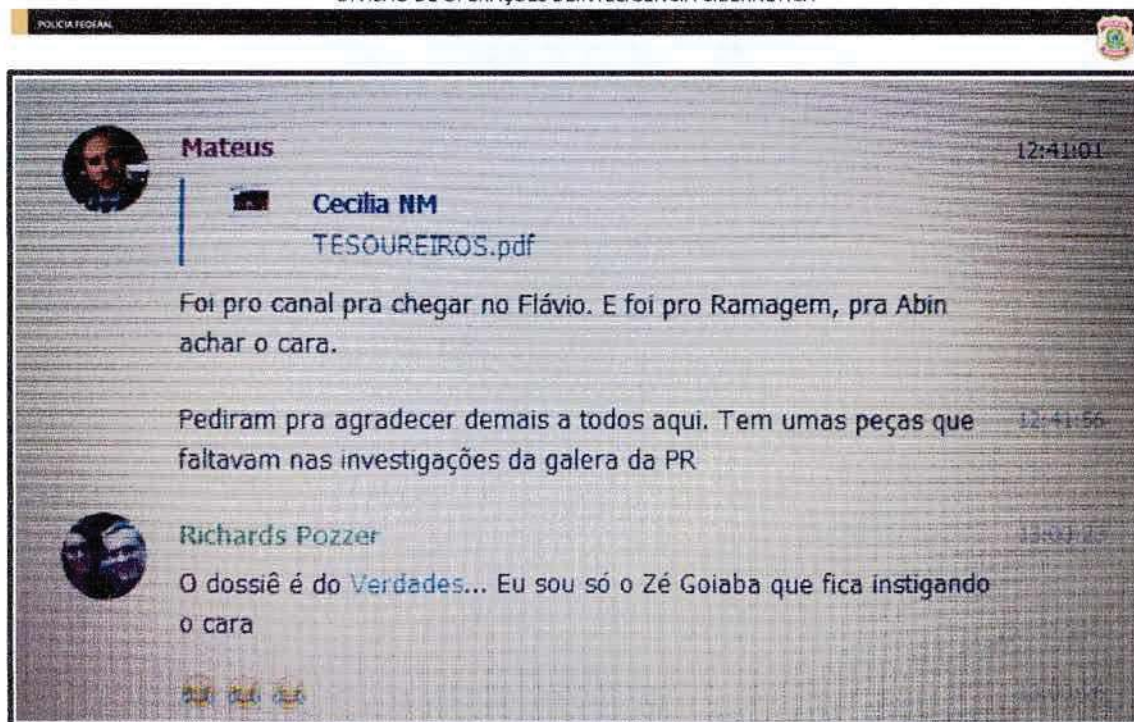 POLICIA FEDERAL
Mateus
12:41:01
Cecilia NM
TESOUREIROS.pdf
Foi pro canal pra chegar no Flávio. E foi pro Ramagem, pra Abin
achar o cara.
Pediram pra agradecer demais a todos aqui. Tem umas peças que
12:41:56
faltavam nas investigações da galera da PR
Richards Pozzer
O dossiê é do Verdades... Eu sou só o Zé Goiaba que fica instigando
o cara